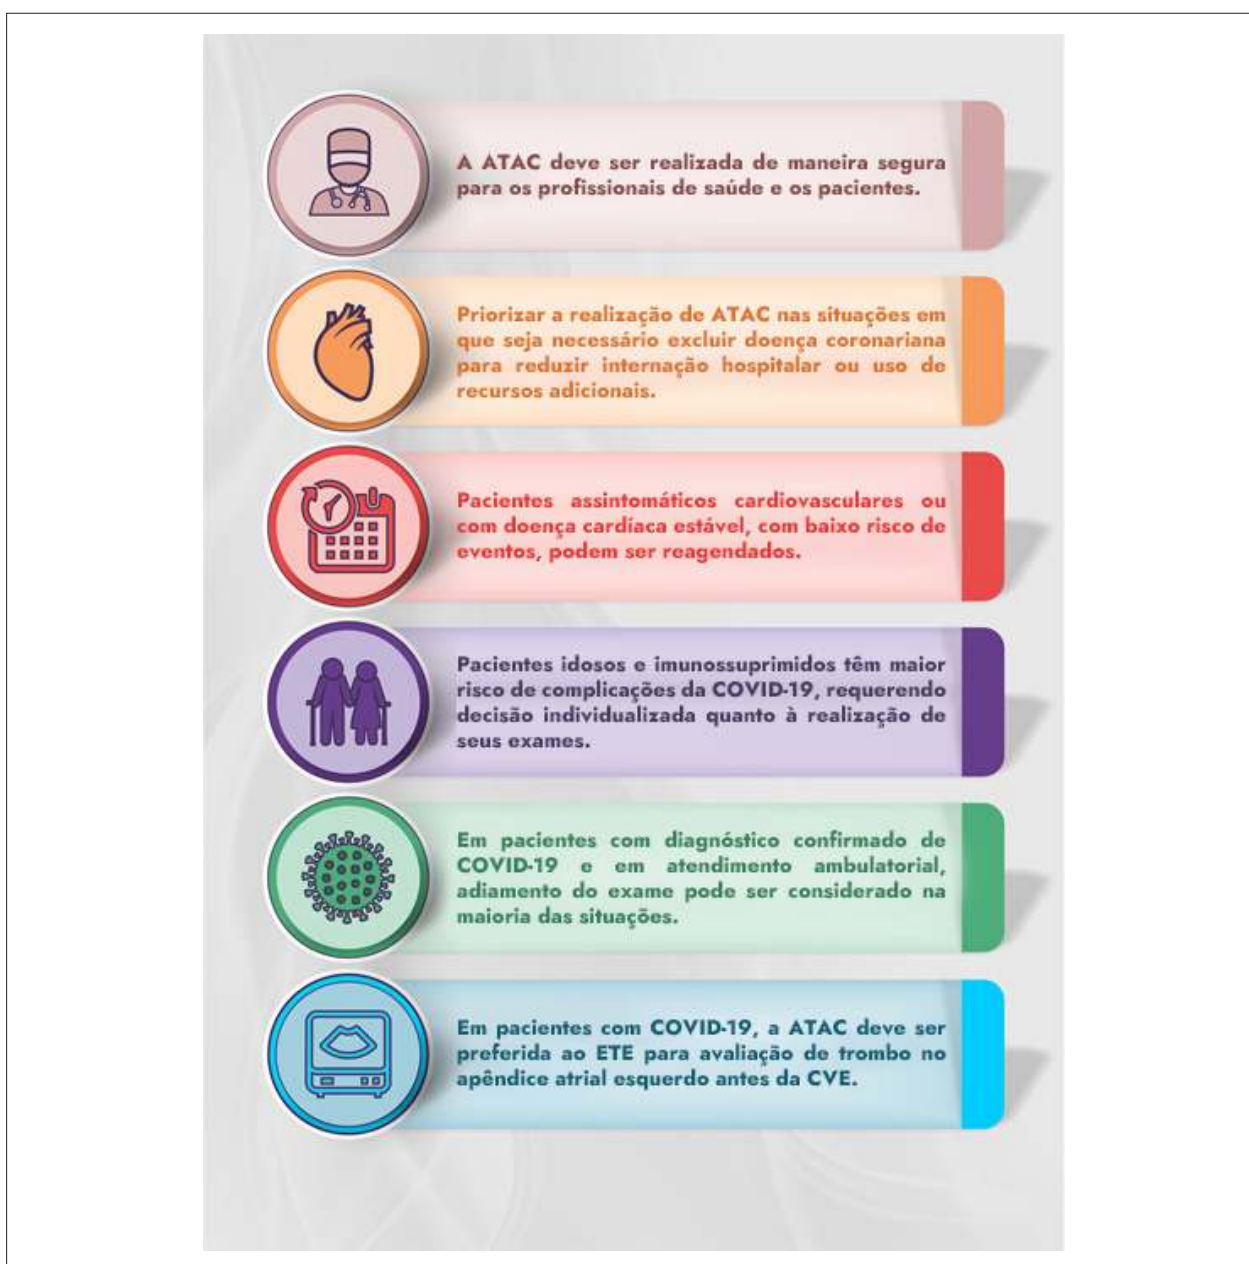 A ATAC deve ser realizada de maneira segura
para os profissionais de saúde e os pacientes.
Priorizar a realização de ATAC nas situações em
que seja necessário excluir doença coronariana
para reduzir internação hospitalar ou uso de
recursos adicionais.
Pacientes assintomáticos cardiovasculares ou
com doença cardíaca estável, com baixo risco de
eventos, podem ser reagendados.
Pacientes idosos e imunossuprimidos têm maior
risco de complicações da COVID-19, requerendo
decisão individualizada quanto à realização de
seus exames.
Em pacientes com diagnóstico confirmado de
COVID-19 e em atendimento ambulatorial,
adiamento do exame pode ser considerado na
maioria das situações.
Em pacientes com COVID-19, a ATAC deve ser
preferida ao ETE para avaliação de trombo no
apêndice atrial esquerdo antes da CVE.